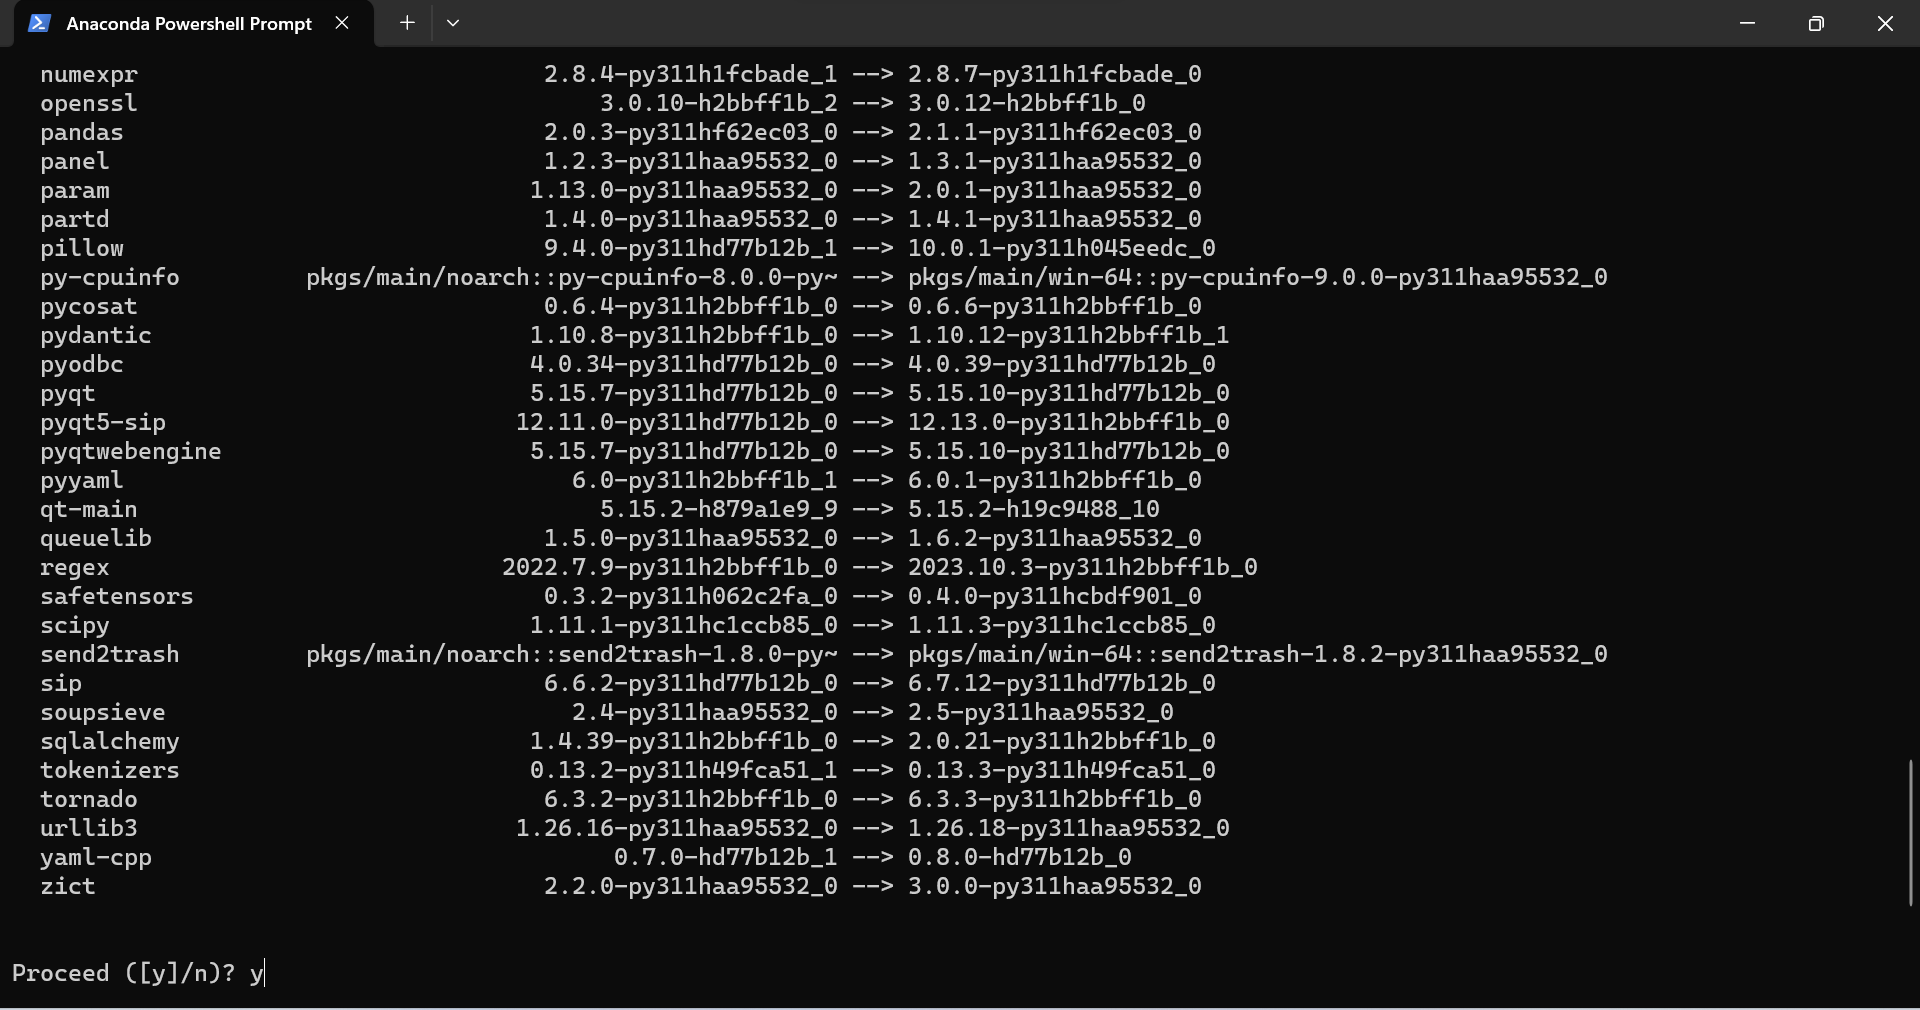 Anaconda Powershell Prompt
numexpr 2.8.4-py311h1fcbade_1 --> 2.8.7-py311h1fcbade_0
openssl 3.0.10-h2bbff1b_2 --> 3.0.12-h2bbff1b_0
pandas 2.0.3-py311hf62ec03_0 --> 2.1.1-py311hf62ec03_0
panel 1.2.3-py311haa95532_0 --> 1.3.1-py311haa95532_0
param 1.13.0-py311haa95532_0 --> 2.0.1-py311haa95532_0
partd 1.4.0-py311haa95532_0 --> 1.4.1-py311haa95532_0
pillow 9.4.0-py311hd77b12b_1 --> 10.0.1-py311h045eedc_0
py-cpuinfo pkgs/main/noarch::py-cpuinfo-8.0.0-py~ --> pkgs/main/win-64::py-cpuinfo-9.0.0-py311haa95532_0
pycosat 0.6.4-py311h2bbff1b_0 --> 0.6.6-py311h2bbff1b_0
pydantic 1.10.8-py311h2bbff1b_0 --> 1.10.12-py311h2bbff1b_1
pyodbc 4.0.34-py311hd77b12b_0 --> 4.0.39-py311hd77b12b_0
pyqt 5.15.7-py311hd77b12b_0 --> 5.15.10-py311hd77b12b_0
pyqt5-sip 12.11.0-py311hd77b12b_0 --> 12.13.0-py311h2bbff1b_0
pyqtwebengine 5.15.7-py311hd77b12b_0 --> 5.15.10-py311hd77b12b_0
pyyaml 6.0-py311h2bbff1b_1 --> 6.0.1-py311h2bbff1b_0
qt-main 5.15.2-h879a1e9_9 --> 5.15.2-h19c9488_10
queuelib 1.5.0-py311haa95532_0 --> 1.6.2-py311haa95532_0
regex 2022.7.9-py311h2bbff1b_0 --> 2023.10.3-py311h2bbff1b_0
safetensors 0.3.2-py311h062c2fa_0 --> 0.4.0-py311hcbdf901_0
scipy 1.11.1-py311hc1ccb85_0 --> 1.11.3-py311hc1ccb85_0
send2trash pkgs/main/noarch::send2trash-1.8.0-py~ --> pkgs/main/win-64::send2trash-1.8.2-py311haa95532_0
sip 6.6.2-py311hd77b12b_0 --> 6.7.12-py311hd77b12b_0
soupsieve 2.4-py311haa95532_0 --> 2.5-py311haa95532_0
sqlalchemy 1.4.39-py311h2bbff1b_0 --> 2.0.21-py311h2bbff1b_0
tokenizers 0.13.2-py311h49fca51_1 --> 0.13.3-py311h49fca51_0
tornado 6.3.2-py311h2bbff1b_0 --> 6.3.3-py311h2bbff1b_0
urllib3 1.26.16-py311haa95532_0 --> 1.26.18-py311haa95532_0
yaml-cpp 0.7.0-hd77b12b_1 --> 0.8.0-hd77b12b_0
zict 2.2.0-py311haa95532_0 --> 3.0.0-py311haa95532_0
Proceed ([y]/n)? y